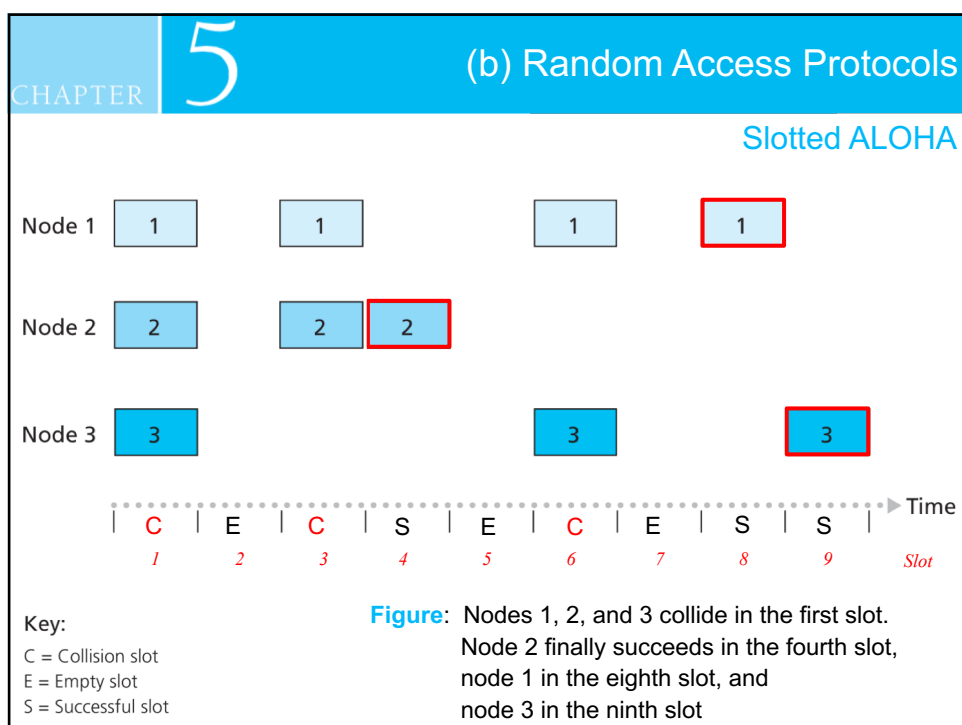 CHAPTER 5 (b) Random Access Protocols
Slotted ALOHA
Node 1 1 1 1 1
Node 2 2 2 2
Node 3 3 3 3
Time
C E C S E C E S S
1 2 3 4 5 6 7 8 9 Slot
Key:
C = Collision slot
E = Empty slot
S = Successful slot
Figure: Nodes 1, 2, and 3 collide in the first slot.
Node 2 finally succeeds in the fourth slot,
node 1 in the eighth slot, and
node 3 in the ninth slot